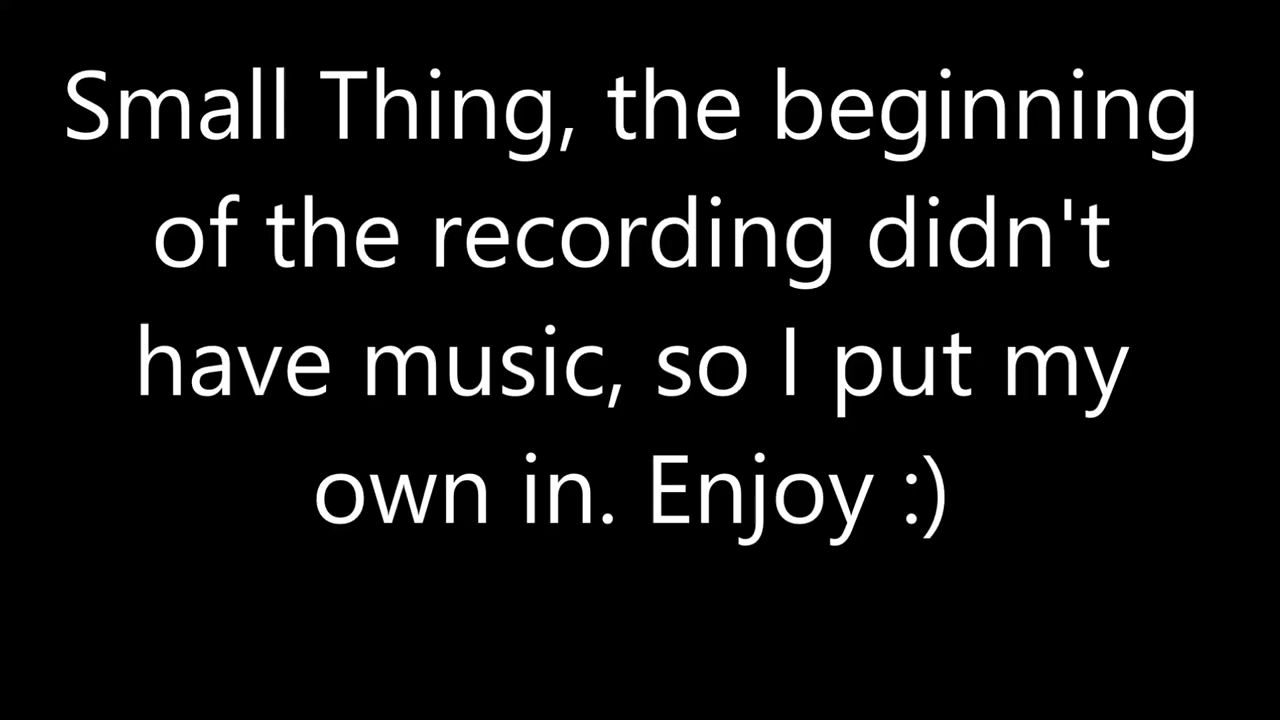 Small Thing, the beginning
of the recording didn't
have music, so I put my
own in. Enjoy :)